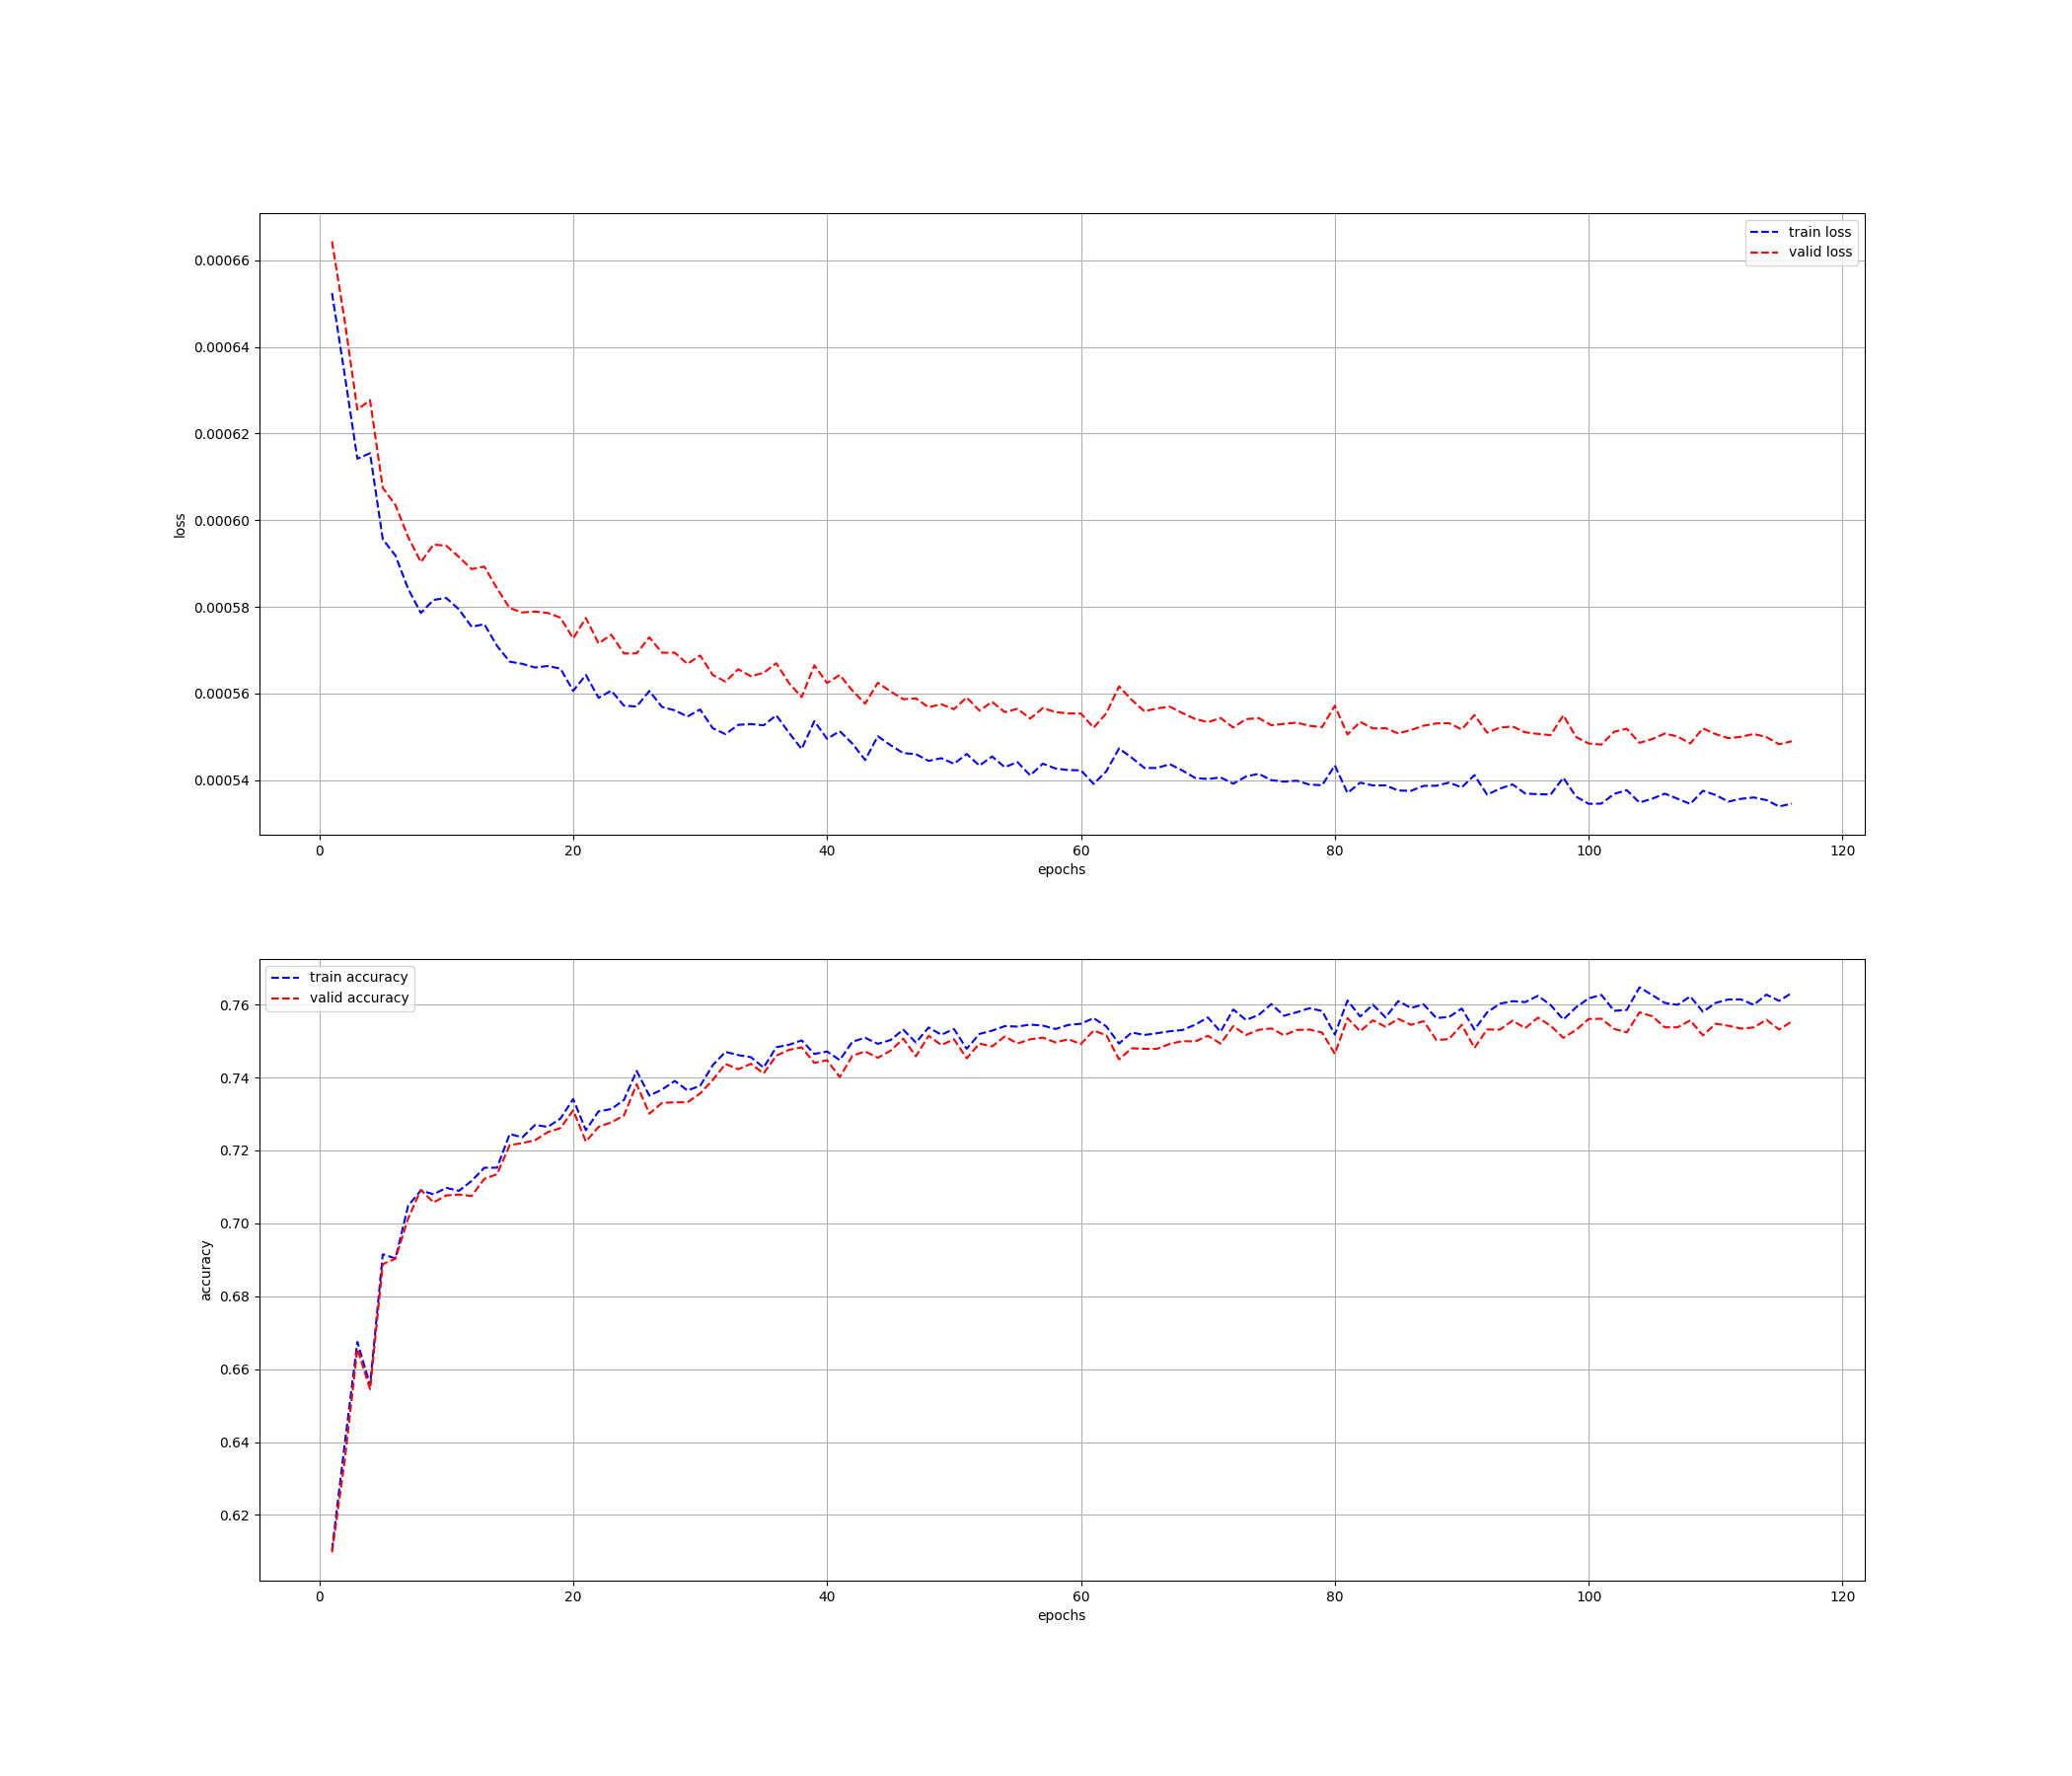 train loss
valid loss
0.00066
0.00064
0.00062
0.00060
0.00058
0.00056
0.00054
loss
0 20 40 60 80 100 120
epochs
train accuracy
valid accuracy
0.76
0.74
0.72
0.70
0.68
0.66
0.64
0.62
accuracy
0 20 40 60 80 100 120
epochs